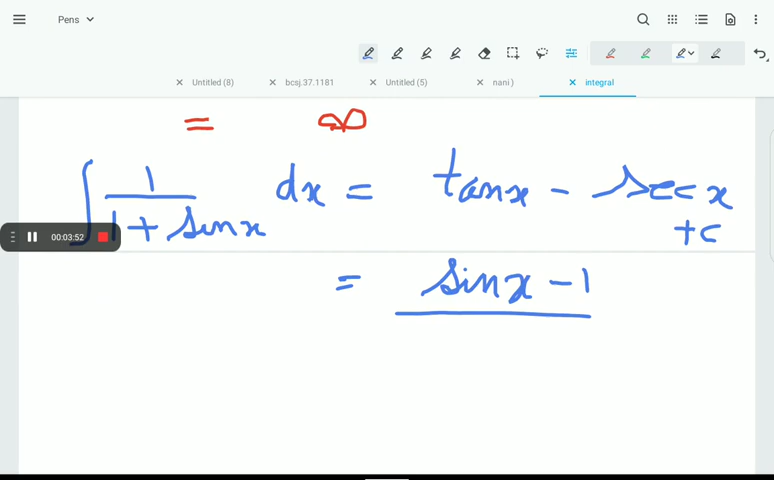 Pens
Untitled (8) bcsj.37.1181 Untitled (5) nani ) integral
= ∞
∫ 1/(1 + sinx) dx = tanx - secx
+c
00:03:52
= sinx - 1